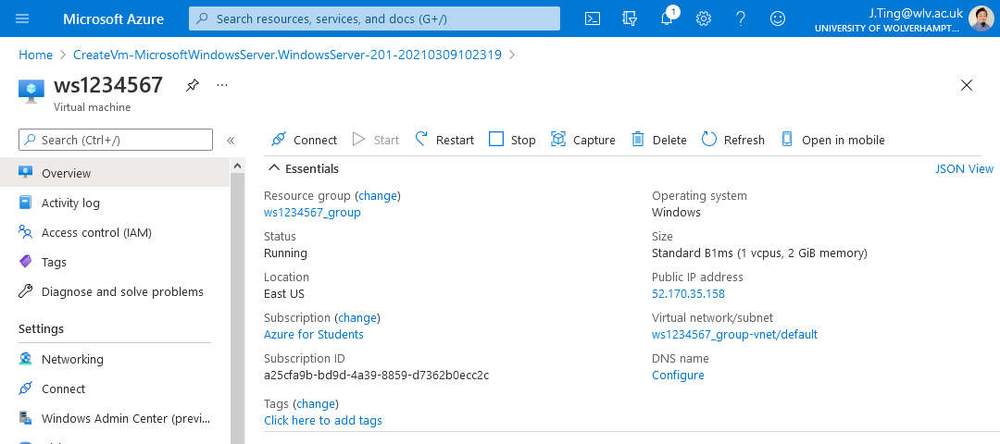 Microsoft Azure
Search resources, services, and docs (G+/)
1
J.Ting@wlv.ac.uk
UNIVERSITY OF WOLVERHAMPT...
Home > CreateVm-MicrosoftWindowsServer.WindowsServer-201-20210309102319 >
ws1234567
...
Virtual machine
Search (Ctrl+/)
«
Connect
Start
Restart
Stop
Capture
Delete
Refresh
Open in mobile
Overview
Activity log
Access control (IAM)
Tags
Diagnose and solve problems
Settings
Networking
Connect
Windows Admin Center (previ...
Essentials
JSON View
Resource group (change)
ws1234567_group
Status
Running
Location
East US
Subscription (change)
Azure for Students
Subscription ID
a25cfa9b-bd9d-4a39-8859-d7362b0ecc2c
Tags (change)
Click here to add tags
Operating system
Windows
Size
Standard B1ms (1 vcpus, 2 GiB memory)
Public IP address
52.170.35.158
Virtual network/subnet
ws1234567_group-vnet/default
DNS name
Configure